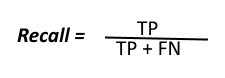 Recall = TP
TP + FN